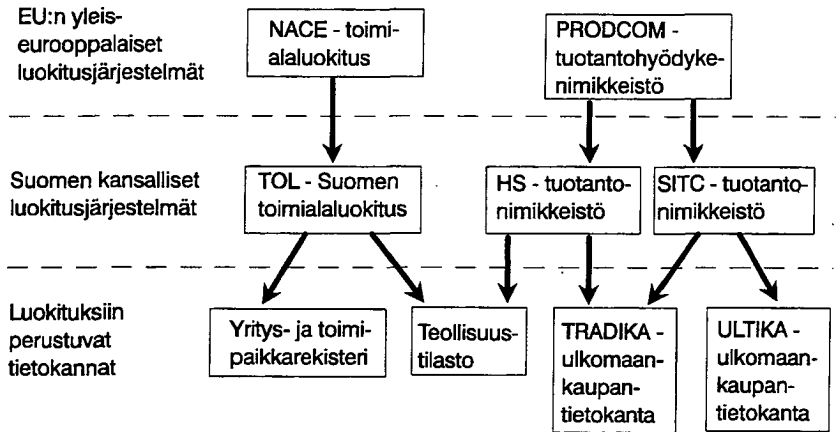 EU:n yleis-
eurooppalaiset
luokitusjärjestelmät
NACE - toimi-
alaluokitus
PRODCOM -
tuotantohyödyke-
nimikkeistö
Suomen kansalliset
luokitusjärjestelmät
TOL - Suomen
toimialaluokitus
HS - tuotanto-
nimikkeistö
SITC - tuotanto-
nimikkeistö
Luokituksiin
perustuvat
tietokannat
Yritys- ja toimi-
paikkarekisteri
Teollisuus-
tilasto
TRADIKA -
ulkomaan-
kaupan-
tietokanta
ULTIKA -
ulkomaan-
kaupan-
tietokanta